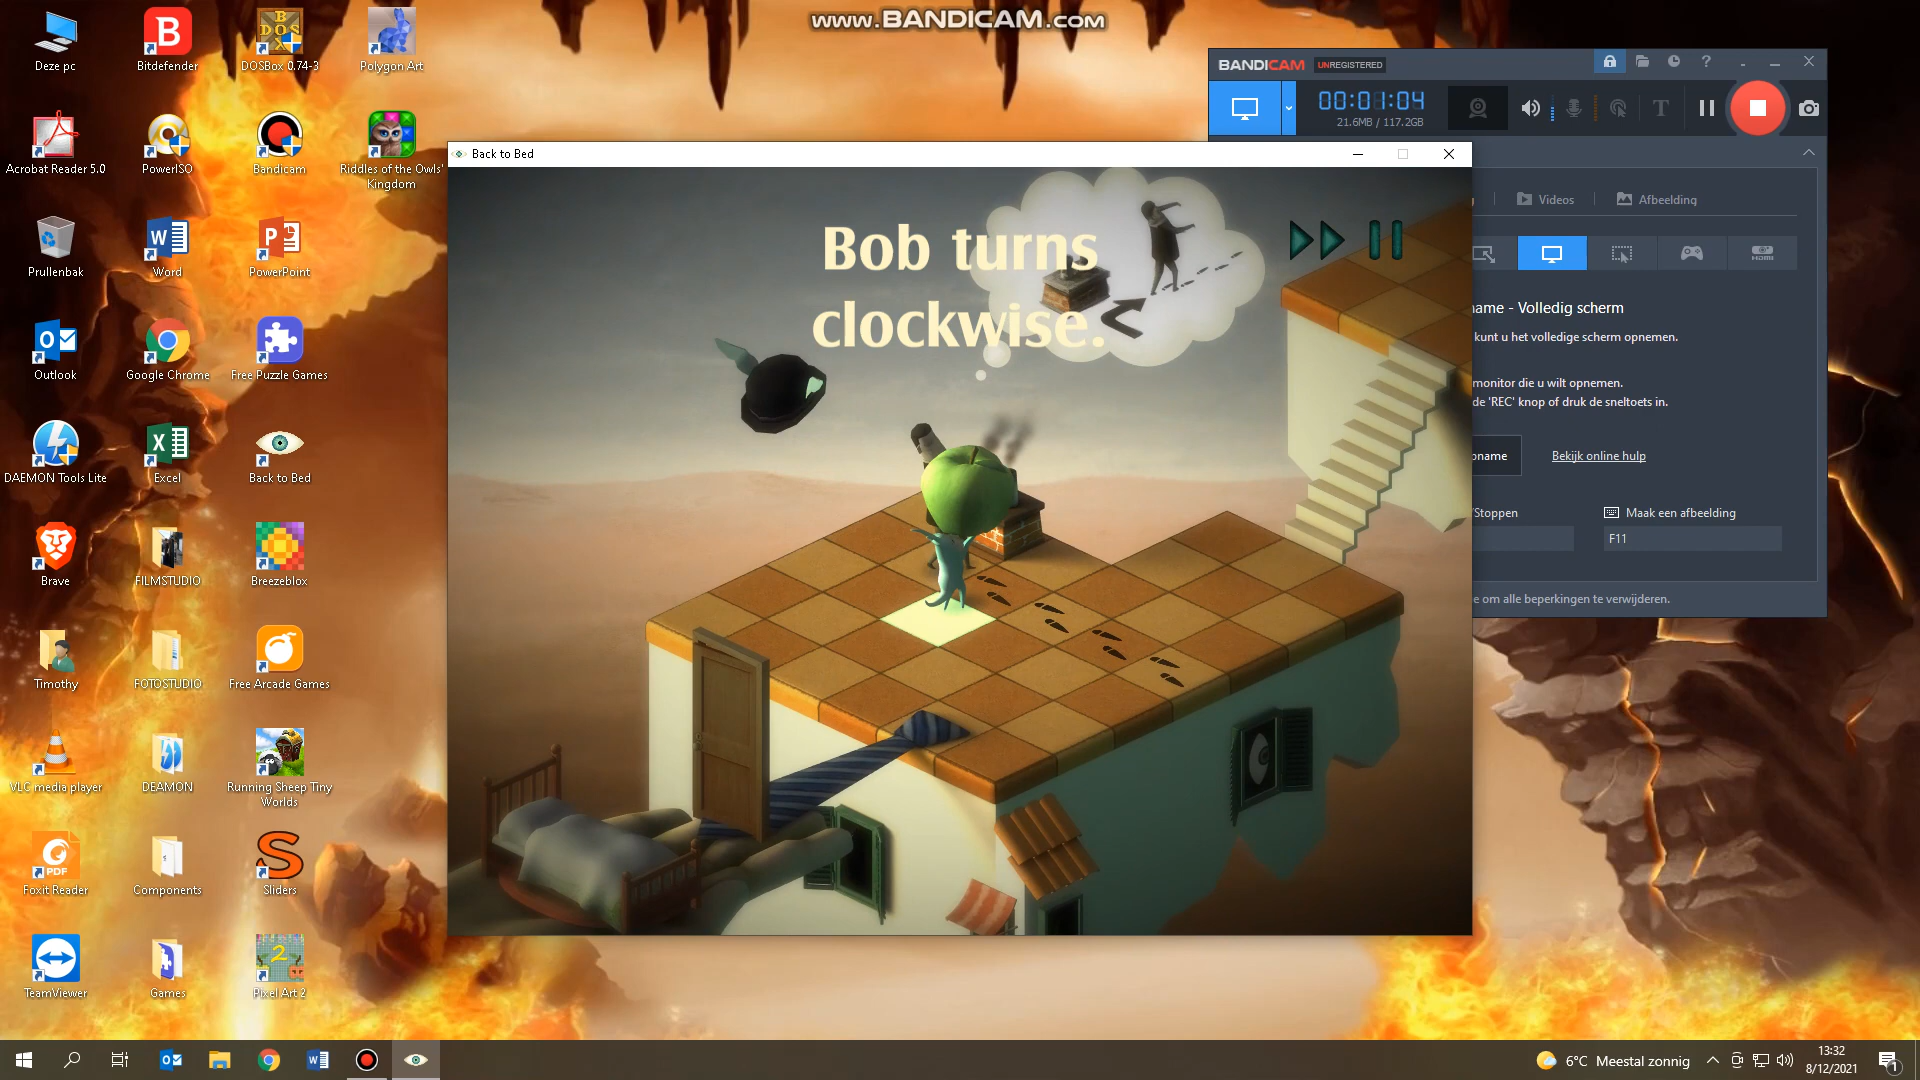 www.BANDICAM.com
Deze pc
Bitdefender
DOSBox 0.74-3
Polygon Art
Acrobat Reader 5.0
PowerISO
Bandicam
Riddles of the Owls'
Kingdom
Prullenbak
Word
PowerPoint
Outlook
Google Chrome
Free Puzzle Games
DAEMON Tools Lite
Excel
Back to Bed
Brave
FILMSTUDIO
Breezeblox
Timothy
FOTOSTUDIO
Free Arcade Games
VLC media player
DEAMON
Running Sheep Tiny
Worlds
Foxit Reader
Components
Sliders
TeamViewer
Games
Pixel Art 2
Back to Bed
Bob turns
clockwise.
BANDICAM UNREGISTERED
00:01:04
21.6MB / 117.2GB
Videos
Afbeelding
HDMI
ame - Volledig scherm
kunt u het volledige scherm opnemen.
monitor die u wilt opnemen.
de 'REC' knop of druk de sneltoets in.
pname
Bekijk online hulp
/Stoppen
Maak een afbeelding
F11
e om alle beperkingen te verwijderen.
6°C Meestal zonnig
13:32
8/12/2021
1